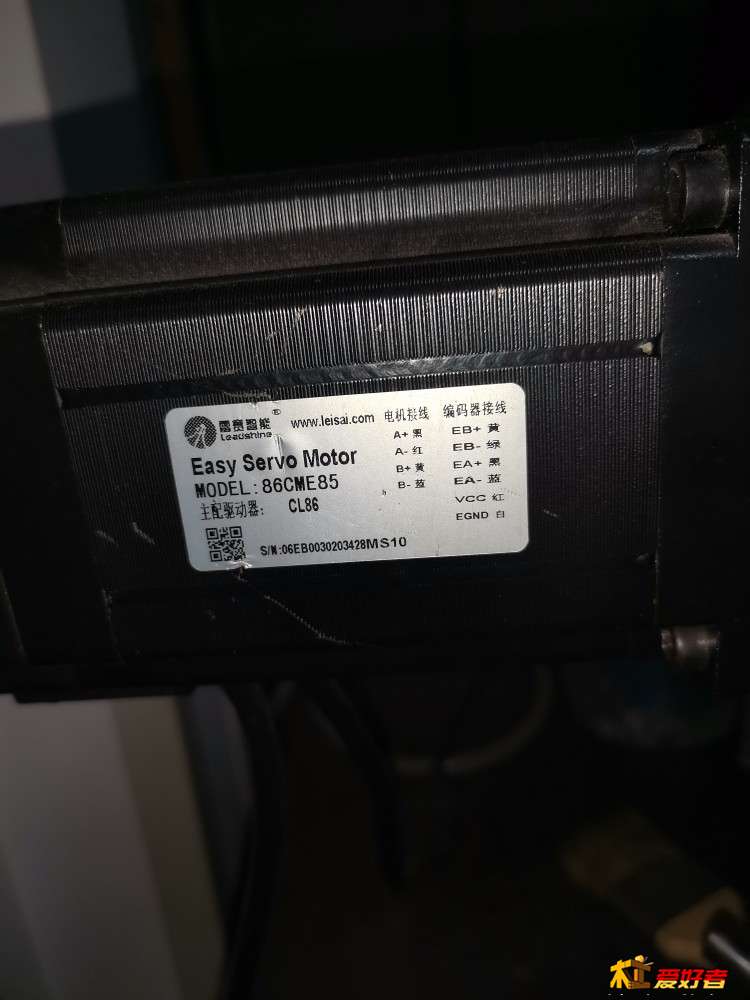 雷赛智能®
Leadshine
www.leisai.com
Easy Servo Motor
MODEL: 86CME85
主配驱动器: CL86
S/N:06EB0030203428MS10
电机接线
A+ 黑
A- 红
B+ 黄
B- 蓝
编码器接线
EB+ 黄
EB- 绿
EA+ 黑
EA- 蓝
VCC 红
EGND 白
爱好者